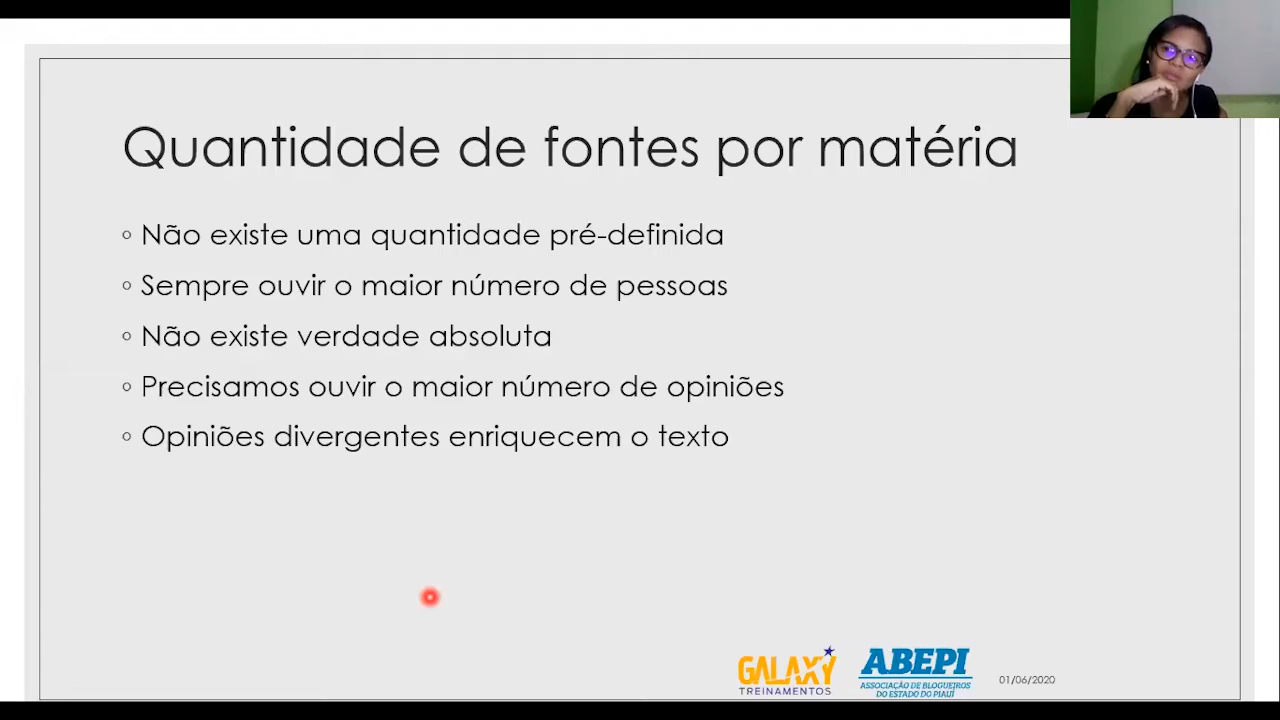 Quantidade de fontes por matéria
◦ Não existe uma quantidade pré-definida
◦ Sempre ouvir o maior número de pessoas
◦ Não existe verdade absoluta
◦ Precisamos ouvir o maior número de opiniões
◦ Opiniões divergentes enriquecem o texto
GALAXY
TREINAMENTOS
ABEPI
ASSOCIAÇÃO DE BLOGUEIROS
DO ESTADO DO PIAUÍ
01/06/2020